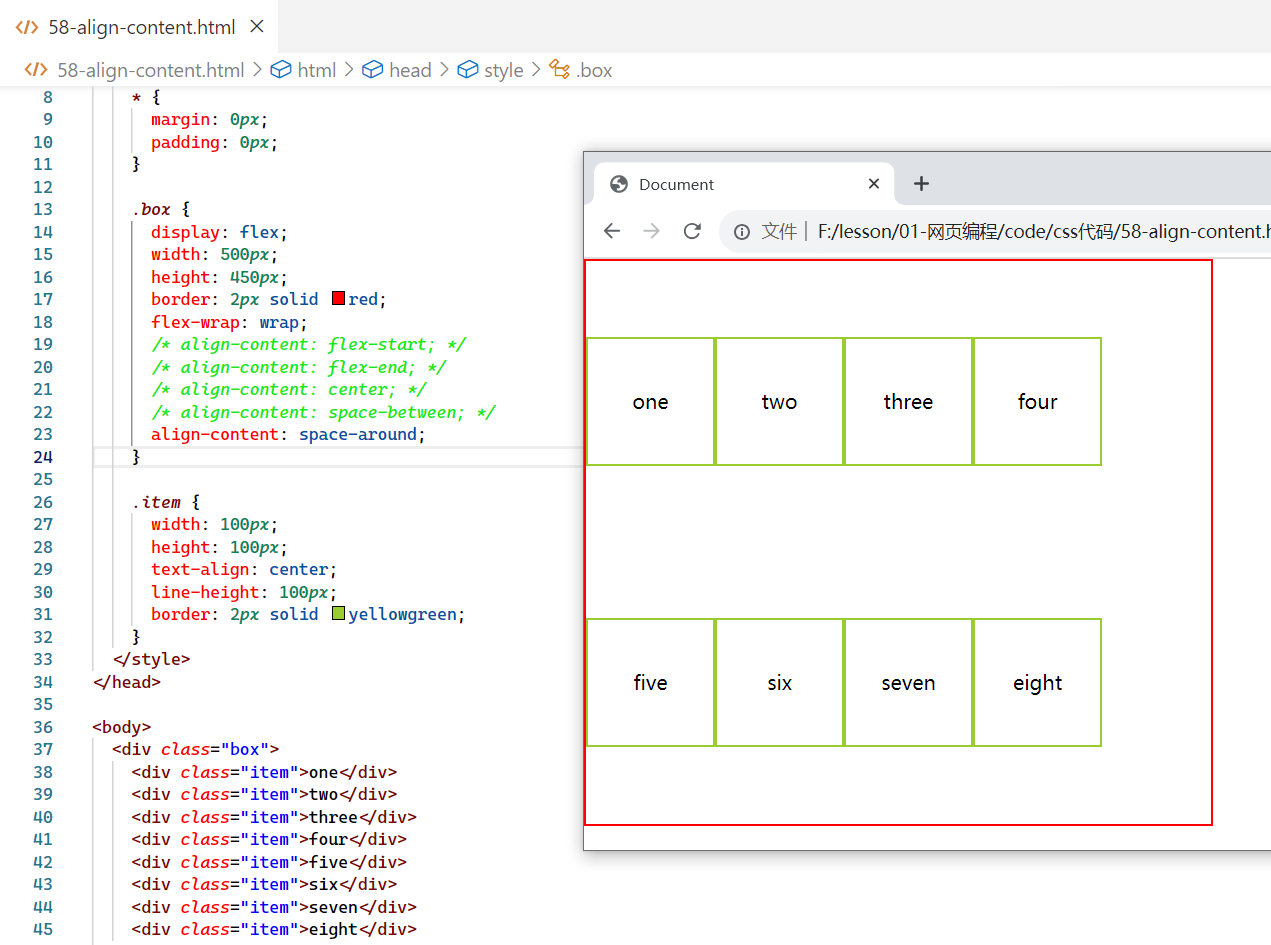 58-align-content.html
58-align-content.html html head style .box
8 * {
9 margin: 0px;
10 padding: 0px;
11 }
12
13 .box {
14 display: flex;
15 width: 500px;
16 height: 450px;
17 border: 2px solid red;
18 flex-wrap: wrap;
19 /* align-content: flex-start; */
20 /* align-content: flex-end; */
21 /* align-content: center; */
22 /* align-content: space-between; */
23 align-content: space-around;
24 }
25
26 .item {
27 width: 100px;
28 height: 100px;
29 text-align: center;
30 line-height: 100px;
31 border: 2px solid yellowgreen;
32 }
33 </style>
34 </head>
35
36 <body>
37 <div class="box">
38 <div class="item">one</div>
39 <div class="item">two</div>
40 <div class="item">three</div>
41 <div class="item">four</div>
42 <div class="item">five</div>
43 <div class="item">six</div>
44 <div class="item">seven</div>
45 <div class="item">eight</div>
Document
文件 | F:/lesson/01-网页编程/code/css代码/58-align-content.h
one two three four
five six seven eight